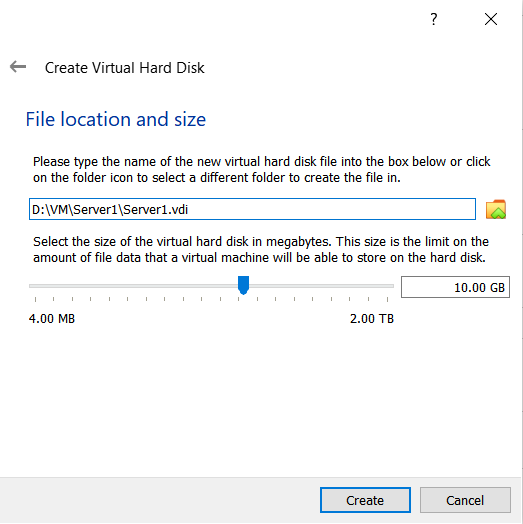 ?
Create Virtual Hard Disk
File location and size
Please type the name of the new virtual hard disk file into the box below or click
on the folder icon to select a different folder to create the file in.
D:\VM\Server1\Server1.vdi
Select the size of the virtual hard disk in megabytes. This size is the limit on the
amount of file data that a virtual machine will be able to store on the hard disk.
10.00 GB
4.00 MB 2.00 TB
Create Cancel